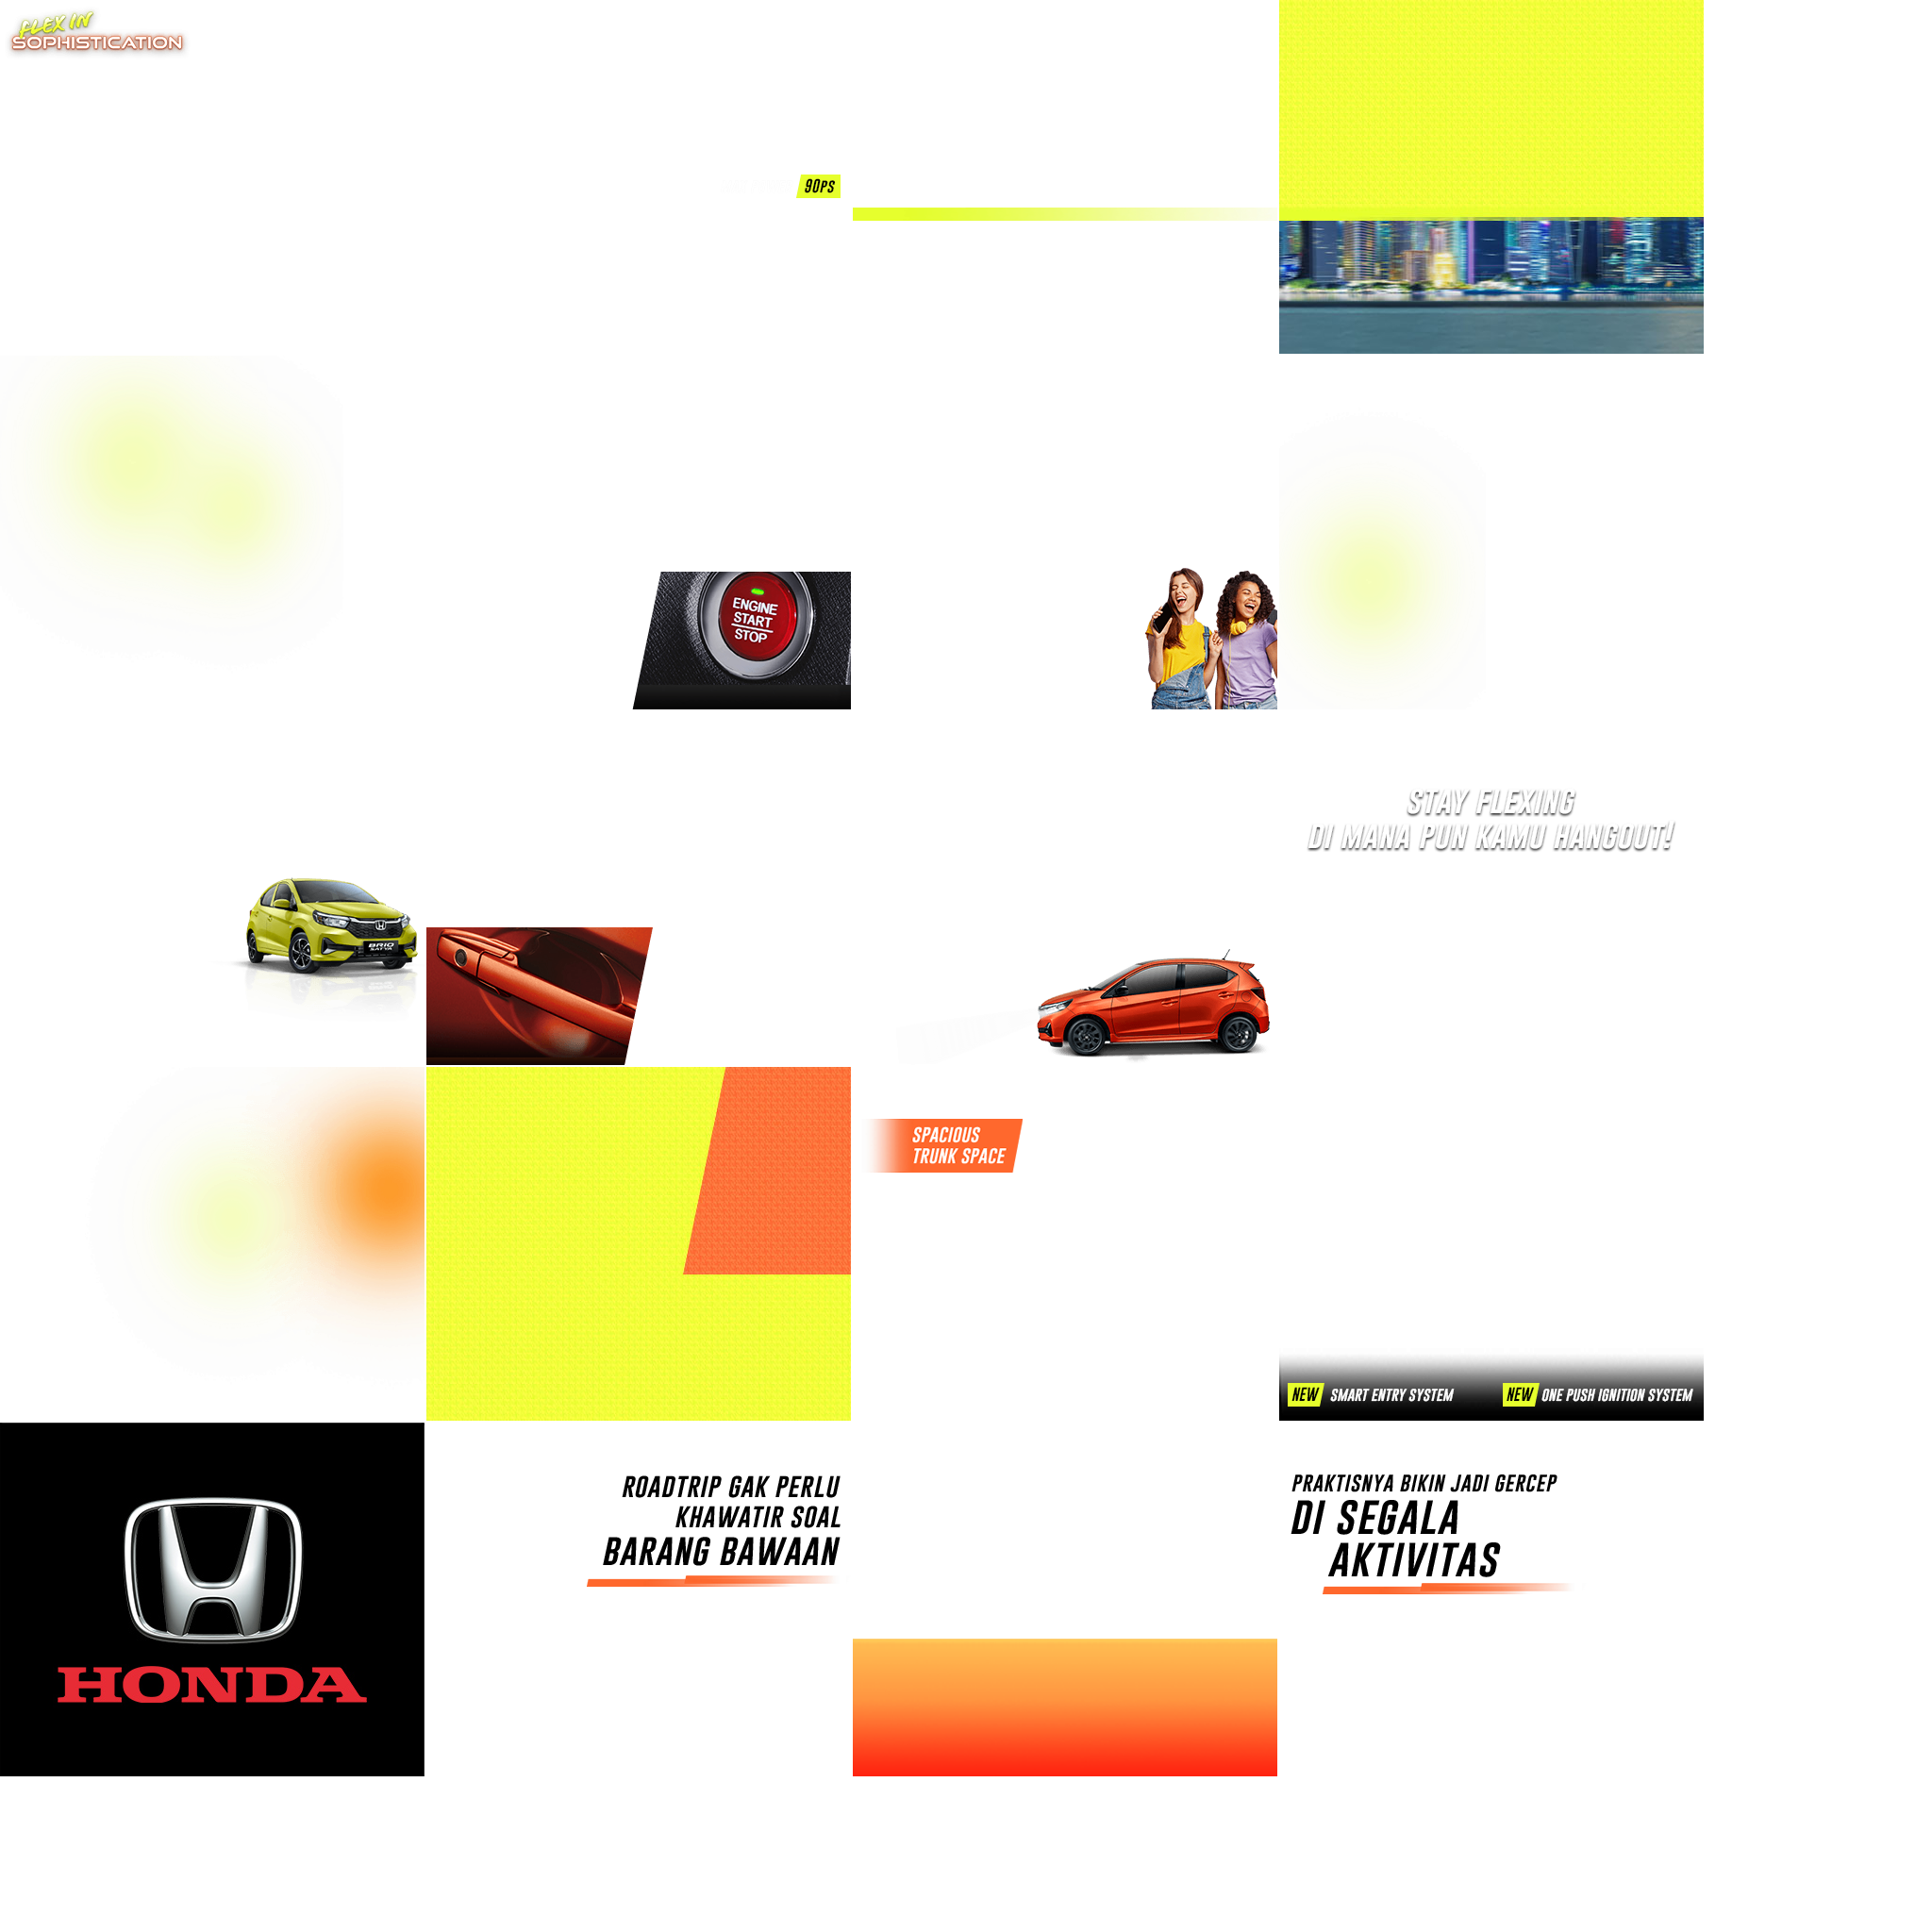 FLEX IN
SOPHISTICATION
90PS
ENGINE
START
STOP
STAY FLEXING
DI MANA PUN KAMU HANGOUT!
BRIO
SATYA
SPACIOUS
TRUNK SPACE
NEW SMART ENTRY SYSTEM
NEW ONE PUSH IGNITION SYSTEM
HONDA
ROADTRIP GAK PERLU
KHAWATIR SOAL
BARANG BAWAAN
PRAKTISNYA BIKIN JADI GERCEP
DI SEGALA
AKTIVITAS